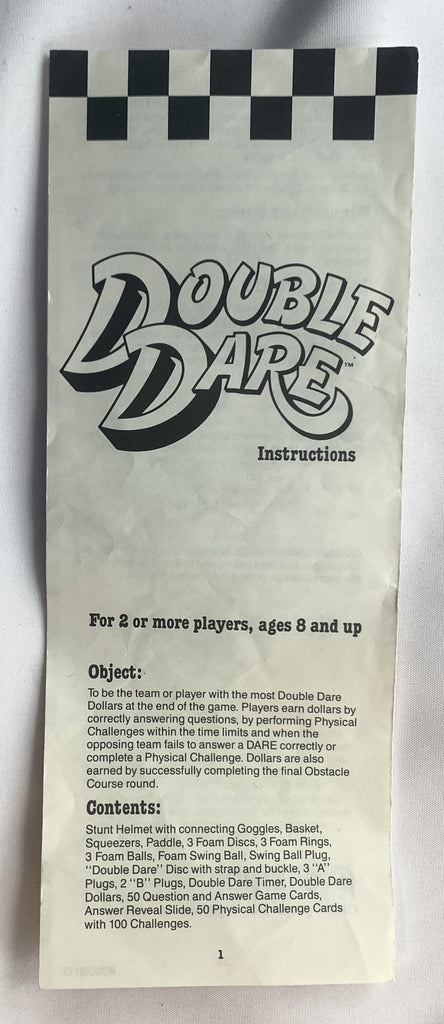 DOUBLE
DARE™
Instructions
For 2 or more players, ages 8 and up
Object:
To be the team or player with the most Double Dare
Dollars at the end of the game. Players earn dollars by
correctly answering questions, by performing Physical
Challenges within the time limits and when the
opposing team fails to answer a DARE correctly or
complete a Physical Challenge. Dollars are also
earned by successfully completing the final Obstacle
Course round.
Contents:
Stunt Helmet with connecting Goggles, Basket,
Squeezers, Paddle, 3 Foam Discs, 3 Foam Rings,
3 Foam Balls, Foam Swing Ball, Swing Ball Plug,
"Double Dare" Disc with strap and buckle, 3 "A"
Plugs, 2 "B" Plugs, Double Dare Timer, Double Dare
Dollars, 50 Question and Answer Game Cards,
Answer Reveal Slide, 50 Physical Challenge Cards
with 100 Challenges.
1